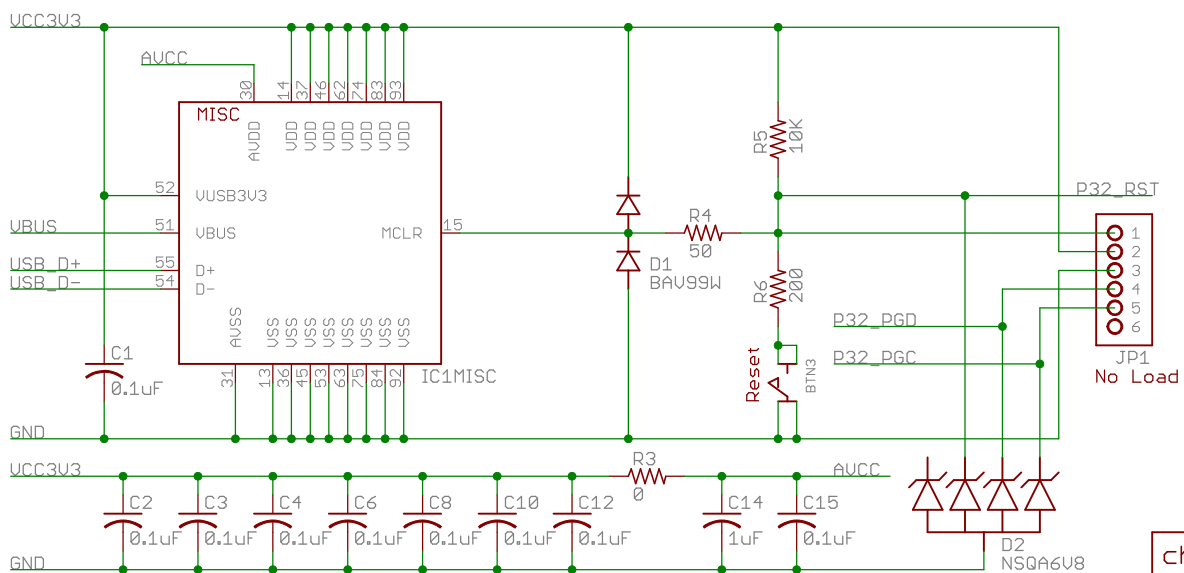 VCC3V3
AVCC
30
14
37
46
62
74
83
93
MISC
AVDD
VDD
VDD
VDD
VDD
VDD
VDD
VDD
R5
10K
52
VUSB3V3
P32_RST
VBUS
51
VBUS
MCLR
15
R4
50
1
2
USB_D+
55
D+
D1
3
USB_D-
54
D-
BAV99W
R6
200
4
5
AVSS
VSS
VSS
VSS
VSS
VSS
VSS
VSS
VSS
P32_PGD
6
C1
0.1uF
31
13
36
45
53
63
75
84
92
IC1MISC
Reset
BTN3
P32_PGC
JP1
No Load
GND
VCC3V3
R3
0
AVCC
C2
0.1uF
C3
0.1uF
C4
0.1uF
C6
0.1uF
C8
0.1uF
C10
0.1uF
C12
0.1uF
C14
1uF
C15
0.1uF
D2
NSQA6V8
GND